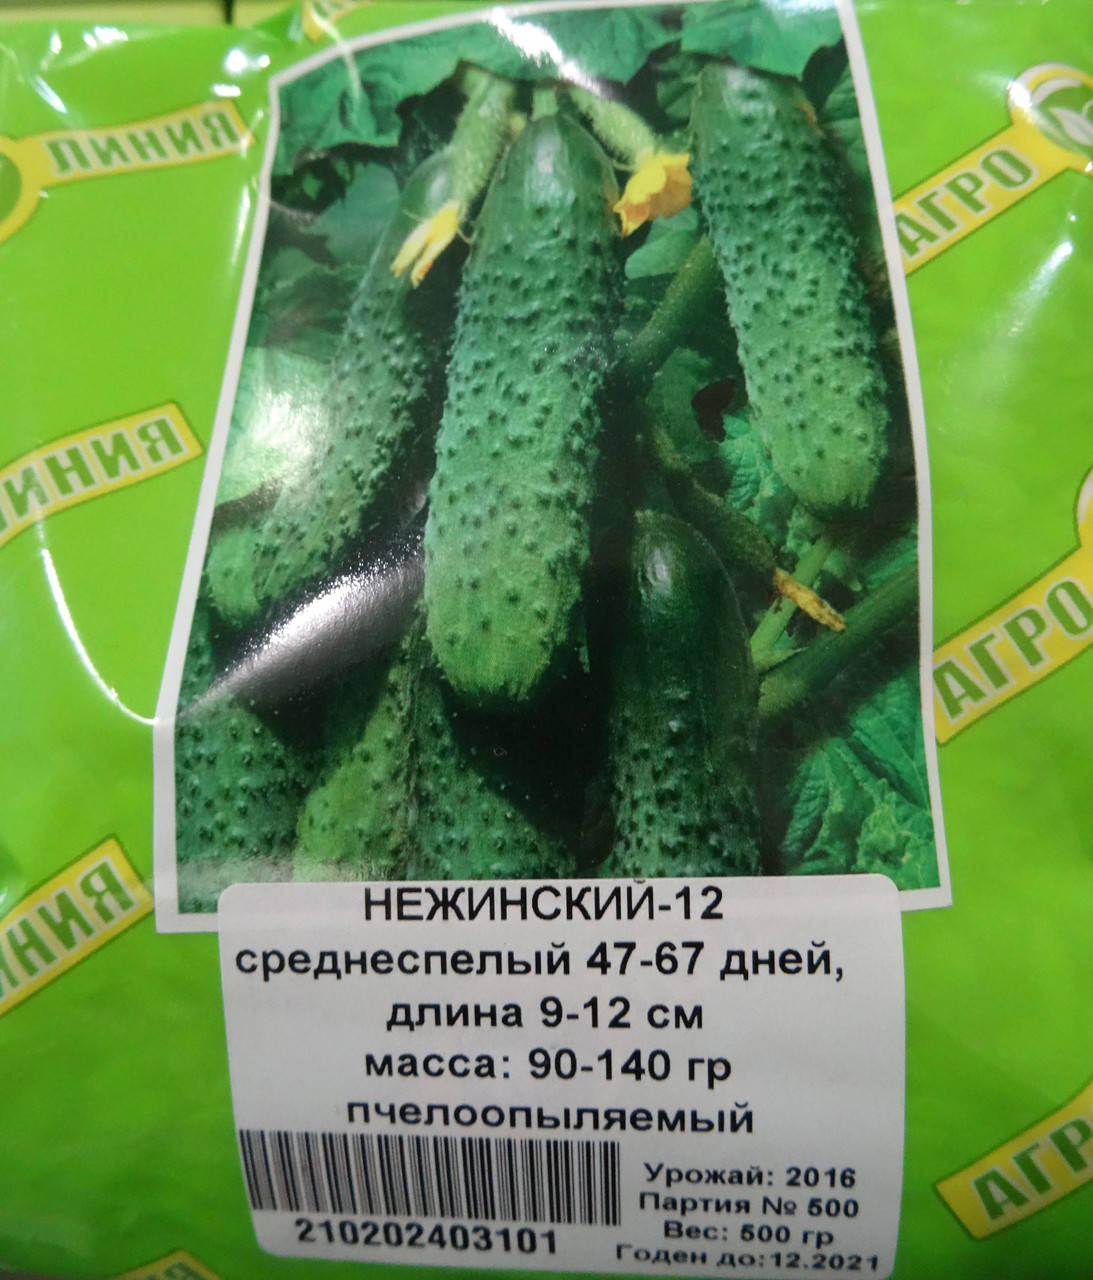 ЛИНИЯ
АГРО
ЛИНИЯ
АГРО
ЛИНИЯ
АГРО
НЕЖИНСКИЙ-12
среднеспелый 47-67 дней,
длина 9-12 см
масса: 90-140 гр
пчелоопыляемый
Урожай: 2016
Партия № 500
Вес: 500 гр
Годен до:12.2021
210202403101